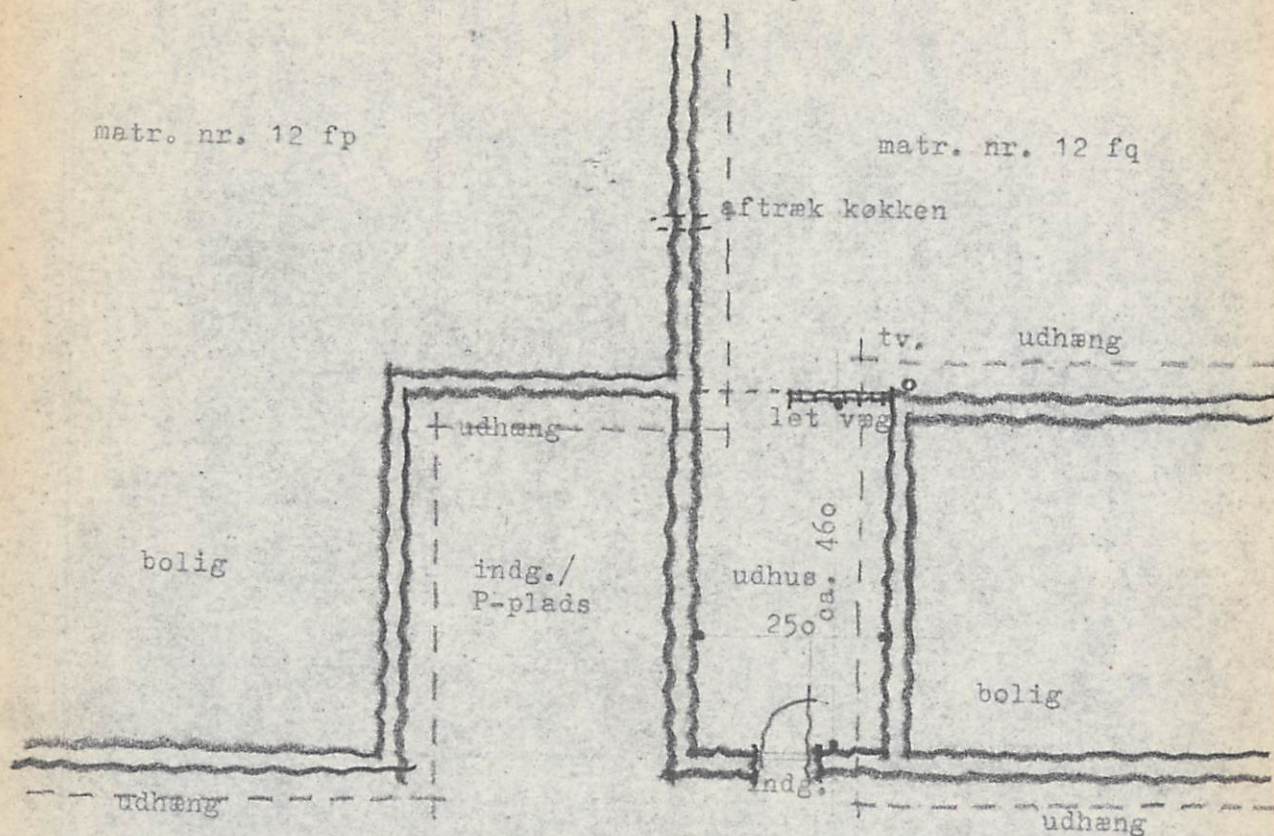 matr. nr. 12 fp
matr. nr. 12 fq
aftræk køkken
tv.
udhæng
let væg
udhæng
bolig
indg./
P-plads
udhus.
ca. 460
250
bolig
indg.
udhæng
udhæng